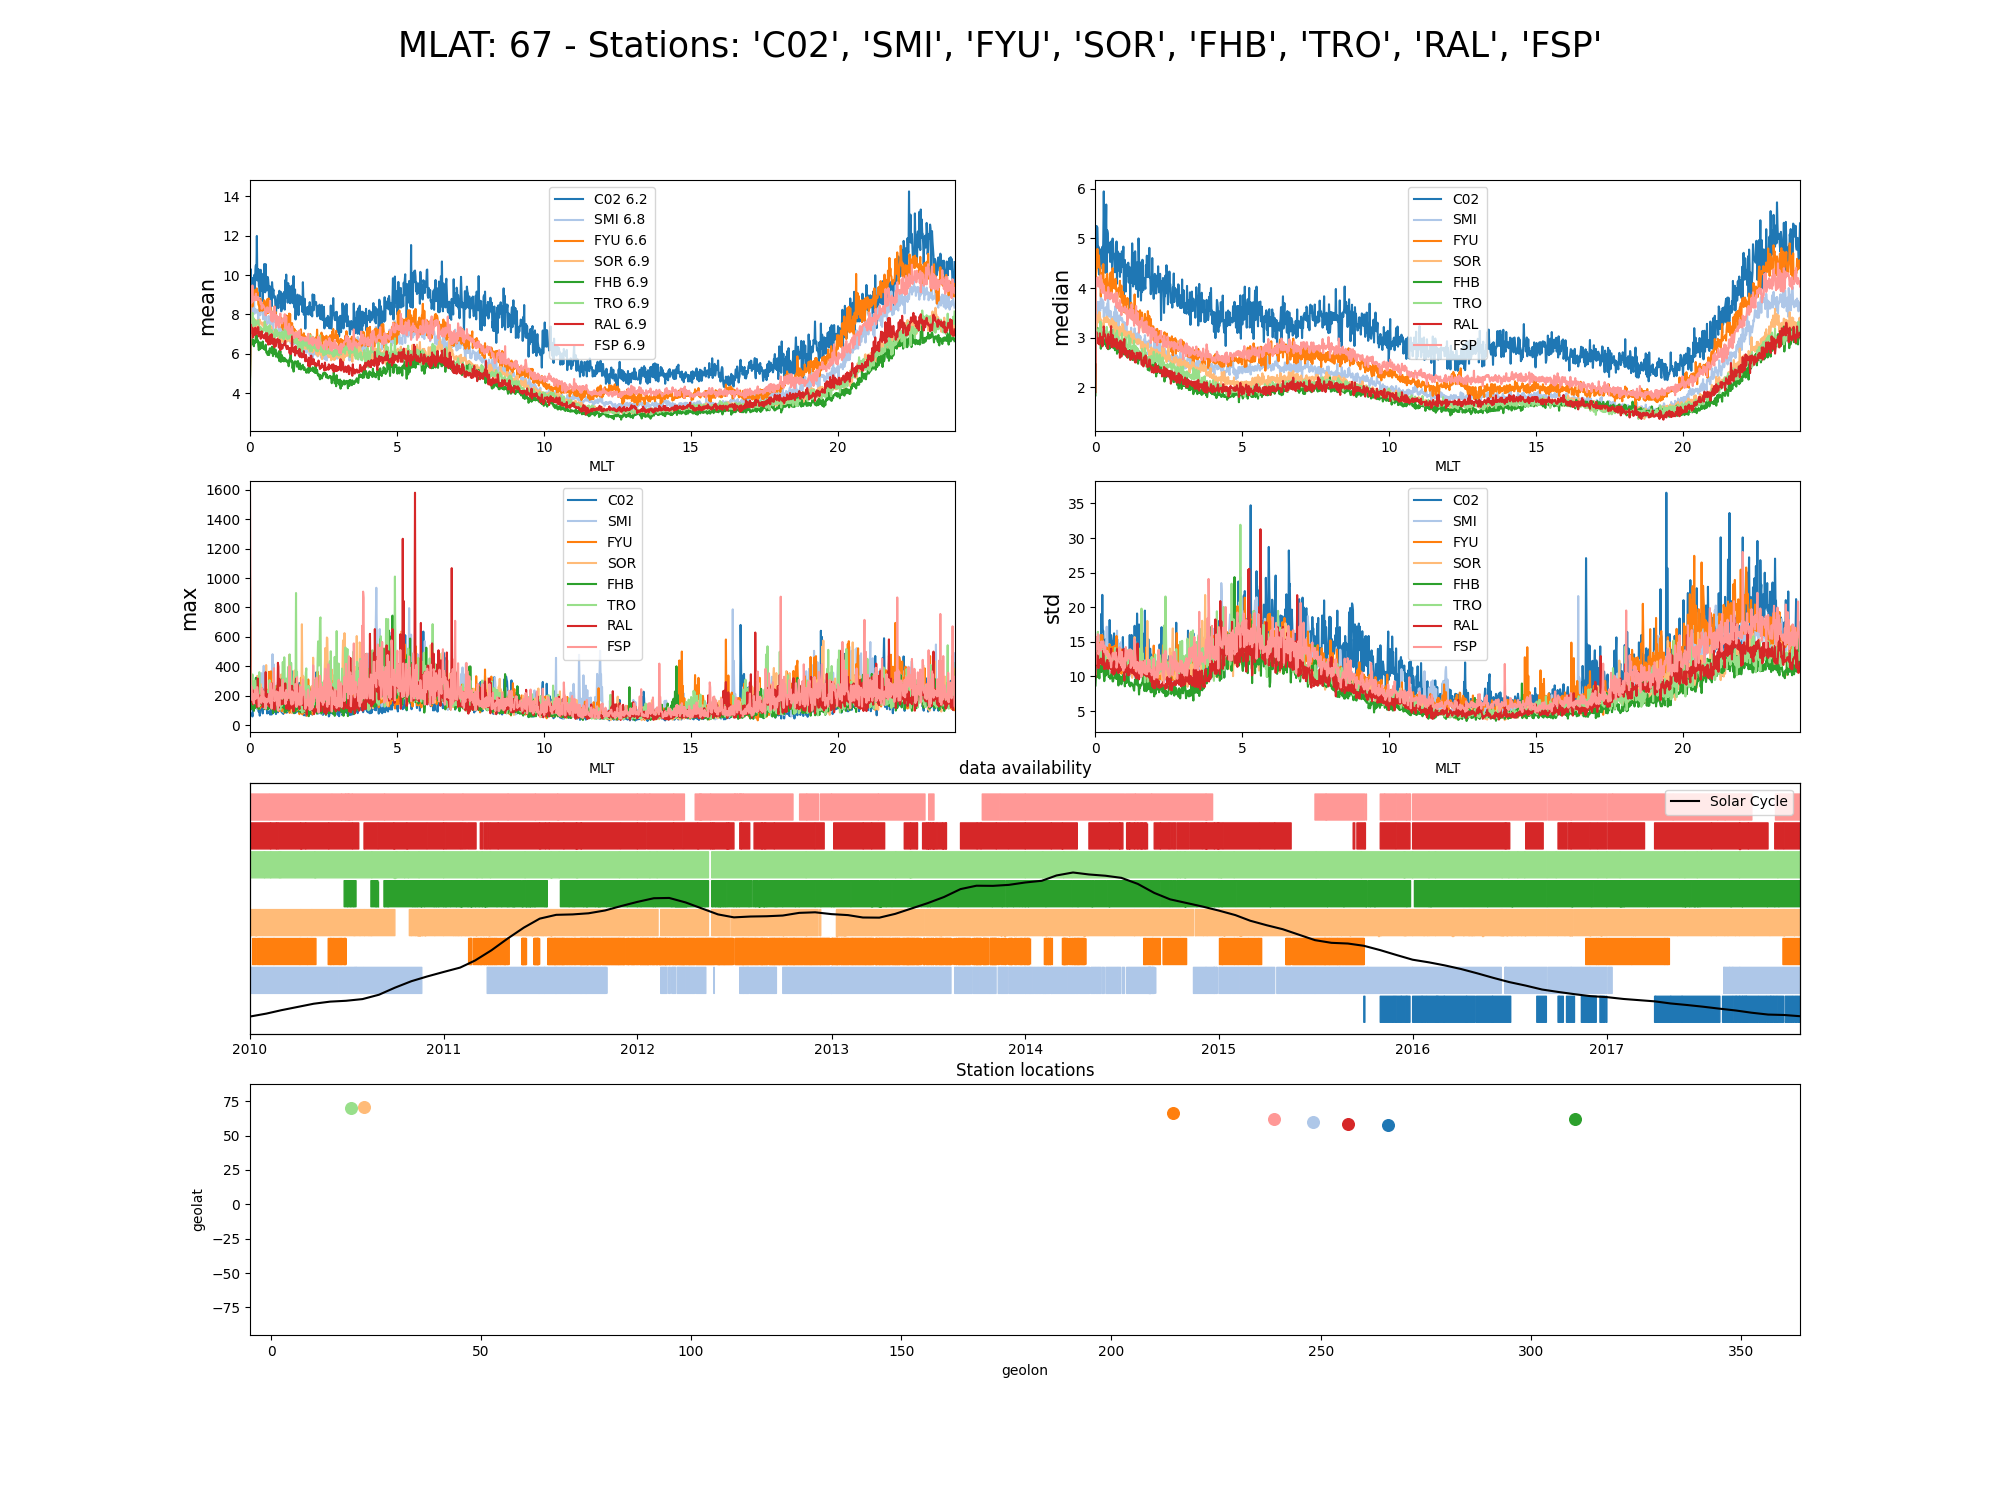 MLAT: 67 - Stations: 'C02', 'SMI', 'FYU', 'SOR', 'FHB', 'TRO', 'RAL', 'FSP'
mean
14
12
10
8
6
4
C02 6.2
SMI 6.8
FYU 6.6
SOR 6.9
FHB 6.9
TRO 6.9
RAL 6.9
FSP 6.9
0 5 10 15 20
MLT
median
6
5
4
3
2
C02
SMI
FYU
SOR
FHB
TRO
RAL
FSP
0 5 10 15 20
MLT
max
1600
1400
1200
1000
800
600
400
200
0
C02
SMI
FYU
SOR
FHB
TRO
RAL
FSP
0 5 10 15 20
MLT
std
35
30
25
20
15
10
5
C02
SMI
FYU
SOR
FHB
TRO
RAL
FSP
0 5 10 15 20
MLT
data availability
Solar Cycle
2010 2011 2012 2013 2014 2015 2016 2017
Station locations
geolat
75
50
25
0
−25
−50
−75
0 50 100 150 200 250 300 350
geolon